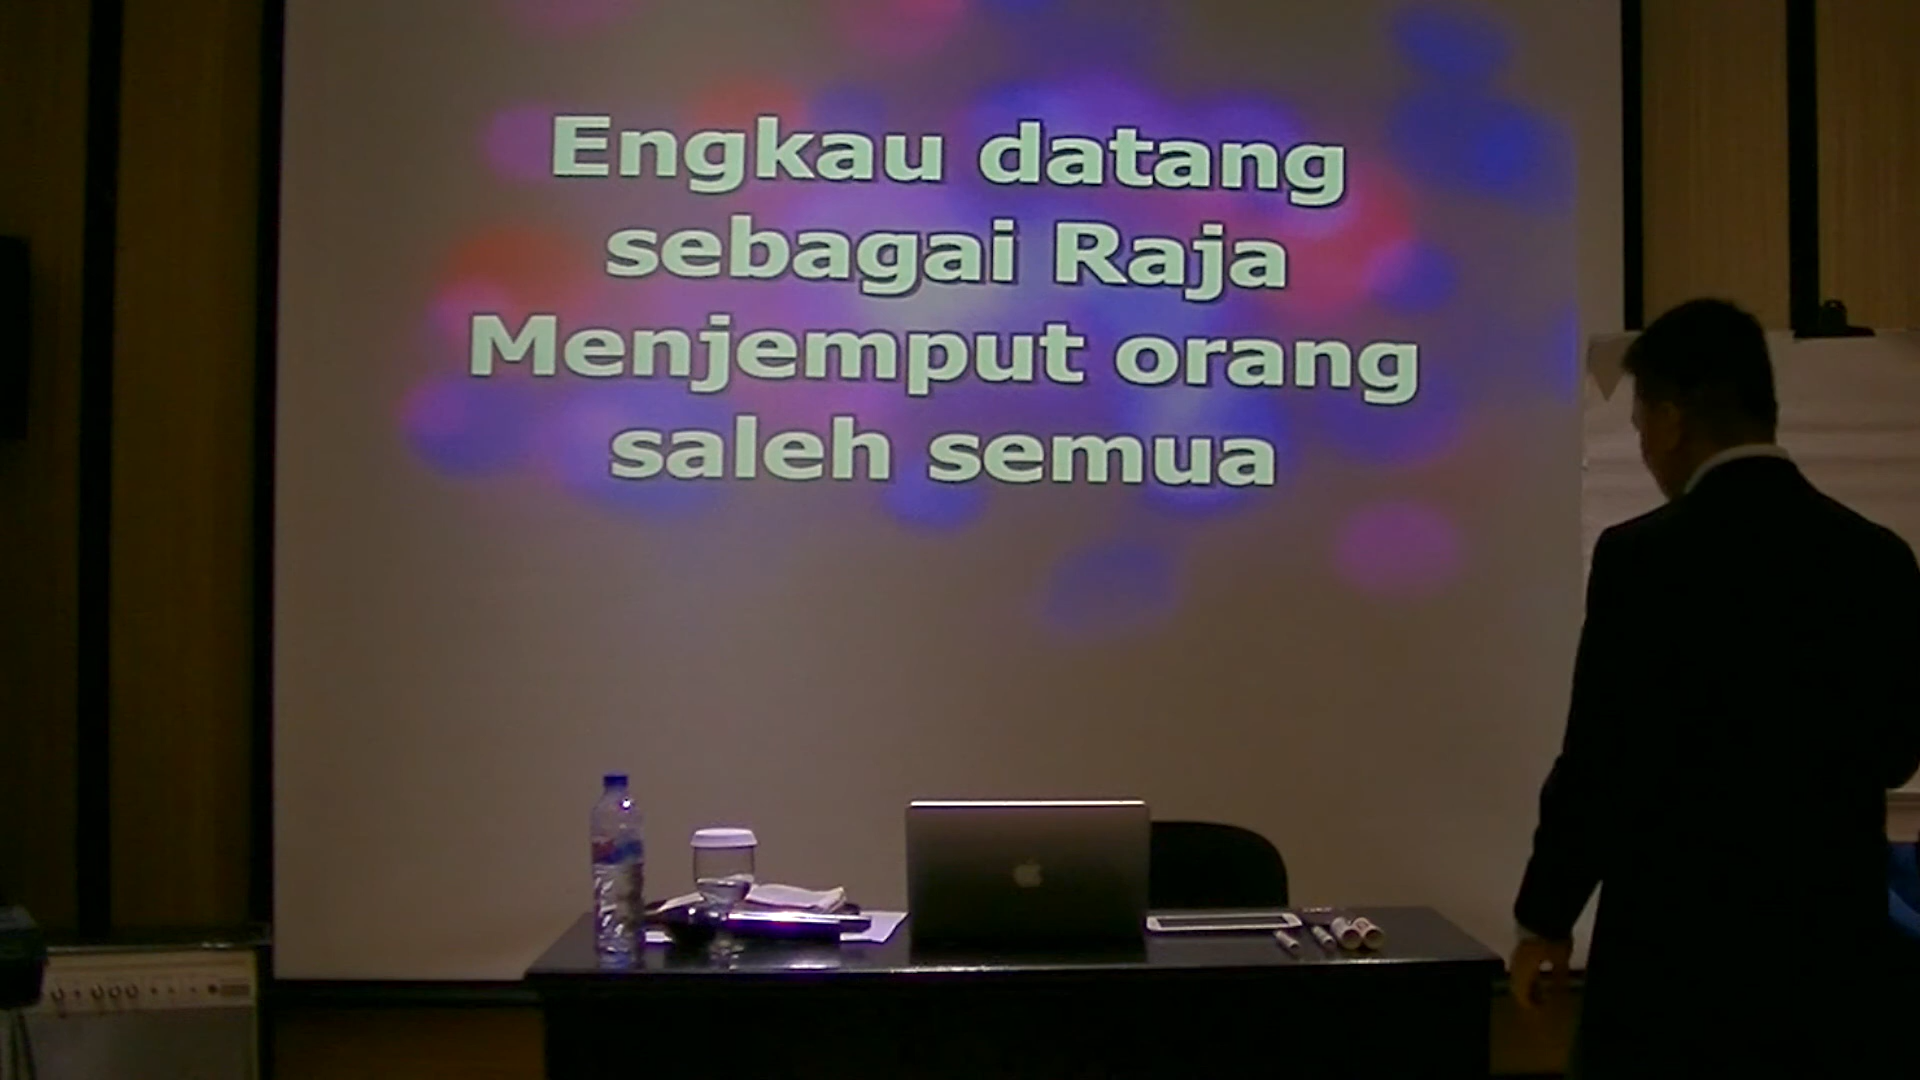 Engkau datang
sebagai Raja
Menjemput orang
saleh semua